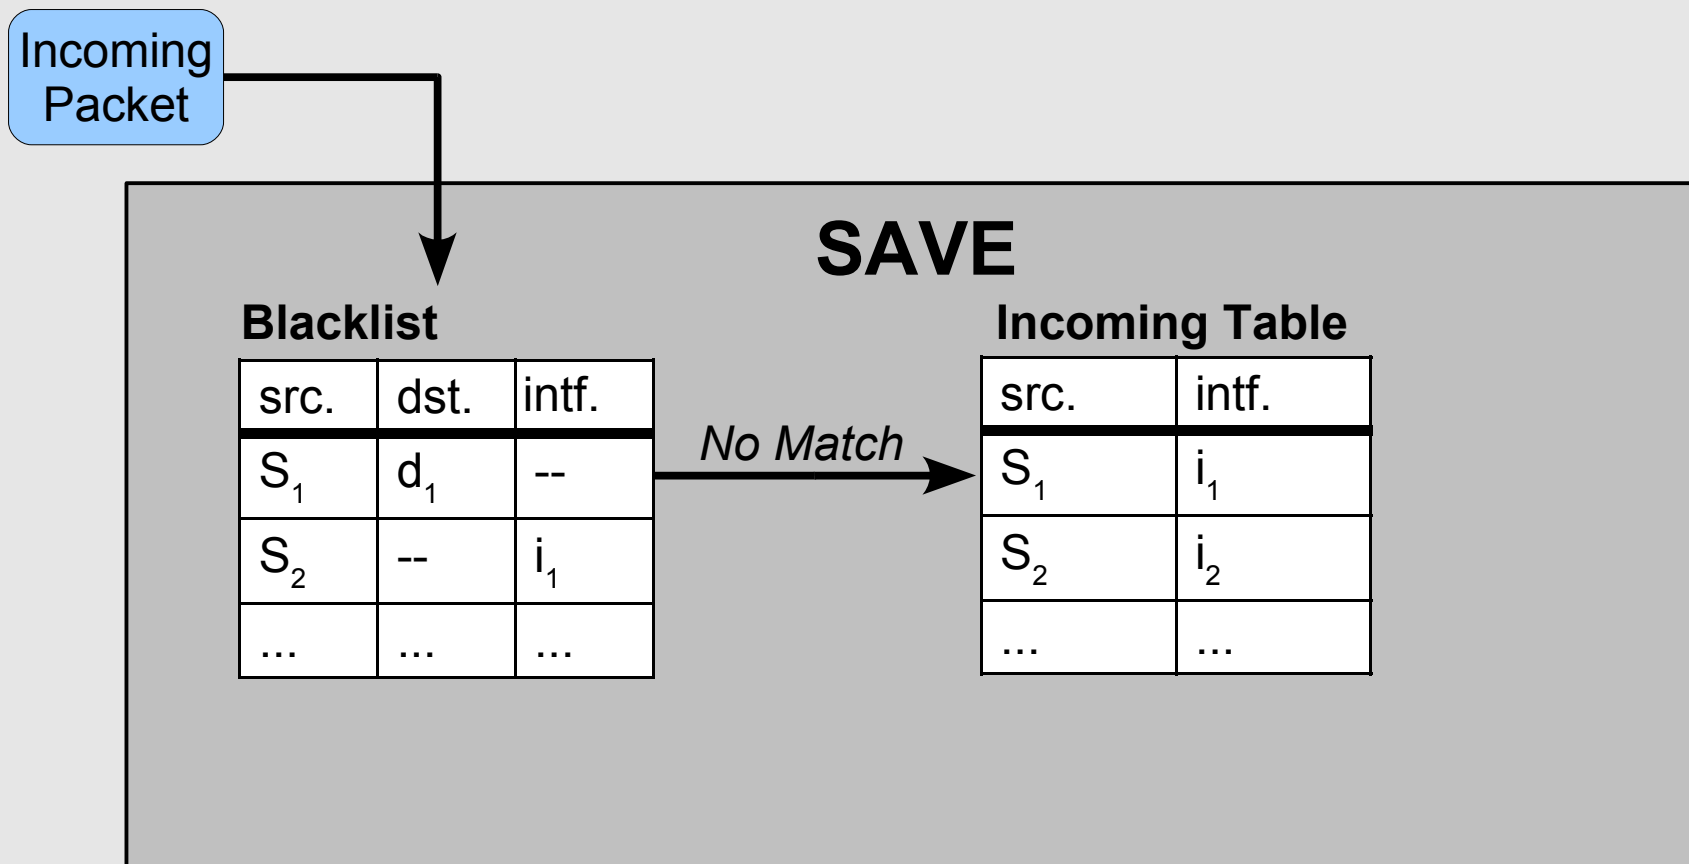 Incoming
Packet
SAVE
Blacklist
src. dst. intf.
S₁ d₁ --
S₂ -- i₁
... ... ...
No Match
Incoming Table
src. intf.
S₁ i₁
S₂ i₂
... ...